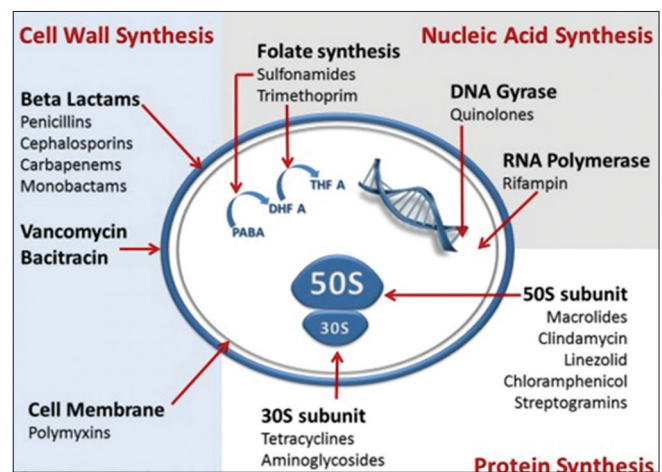 Cell Wall Synthesis
Nucleic Acid Synthesis
Folate synthesis
Sulfonamides
Trimethoprim
Beta Lactams
Penicillins
Cephalosporins
Carbapenems
Monobactams
DNA Gyrase
Quinolones
RNA Polymerase
Rifampin
THF A
DHF A
PABA
Vancomycin
Bacitracin
50S
30S
50S subunit
Macrolides
Clindamycin
Linezolid
Chloramphenicol
Streptogramins
Cell Membrane
Polymyxins
30S subunit
Tetracyclines
Aminoglycosides
Protein Synthesis